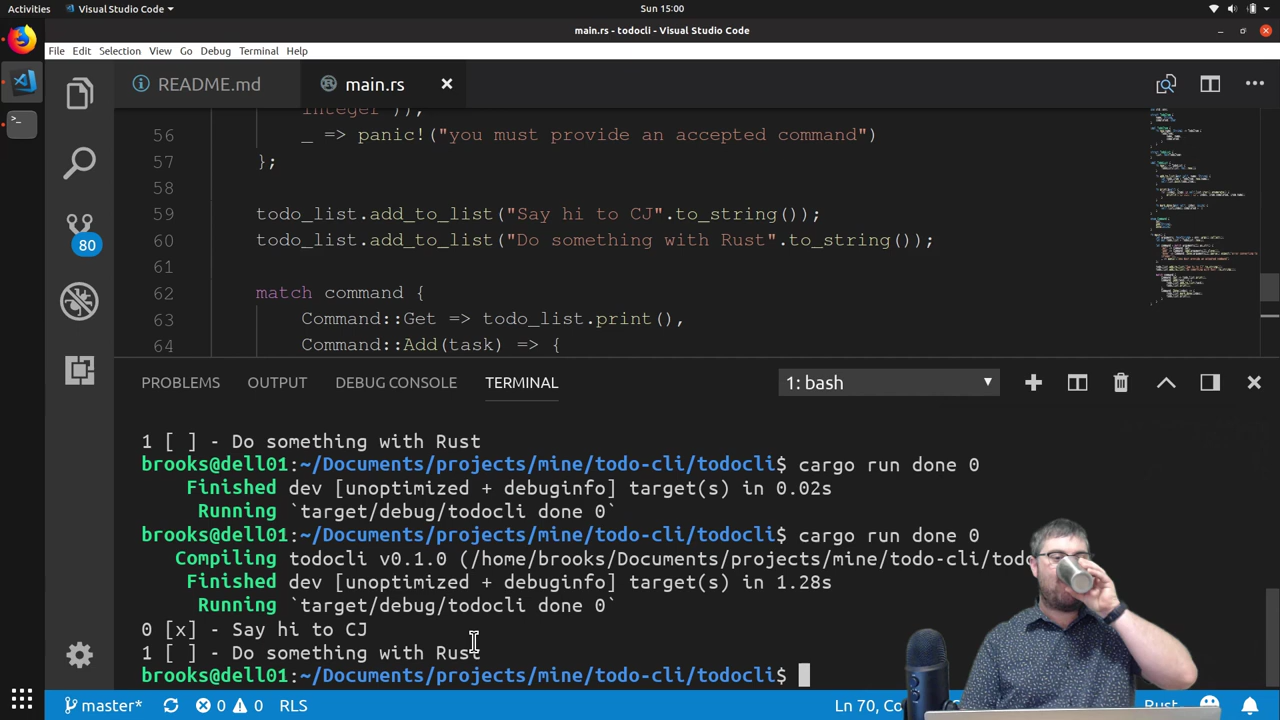 Activities Visual Studio Code Sun 15:00
main.rs - todocli - Visual Studio Code
File Edit Selection View Go Debug Terminal Help
README.md main.rs
integer"));
56 _ => panic!("you must provide an accepted command")
57 };
58
59 todo_list.add_to_list("Say hi to CJ".to_string());
60 todo_list.add_to_list("Do something with Rust".to_string());
61
62 match command {
63 Command::Get => todo_list.print(),
64 Command::Add(task) => {
80
PROBLEMS OUTPUT DEBUG CONSOLE TERMINAL 1: bash
1 [ ] - Do something with Rust
brooks@dell01:~/Documents/projects/mine/todo-cli/todocli$ cargo run done 0
Finished dev [unoptimized + debuginfo] target(s) in 0.02s
Running `target/debug/todocli done 0`
brooks@dell01:~/Documents/projects/mine/todo-cli/todocli$ cargo run done 0
Compiling todocli v0.1.0 (/home/brooks/Documents/projects/mine/todo-cli/todo
Finished dev [unoptimized + debuginfo] target(s) in 1.28s
Running `target/debug/todocli done 0`
0 [x] - Say hi to CJ
1 [ ] - Do something with Rust
brooks@dell01:~/Documents/projects/mine/todo-cli/todocli$
master* 0 0 RLS Ln 70, Rust